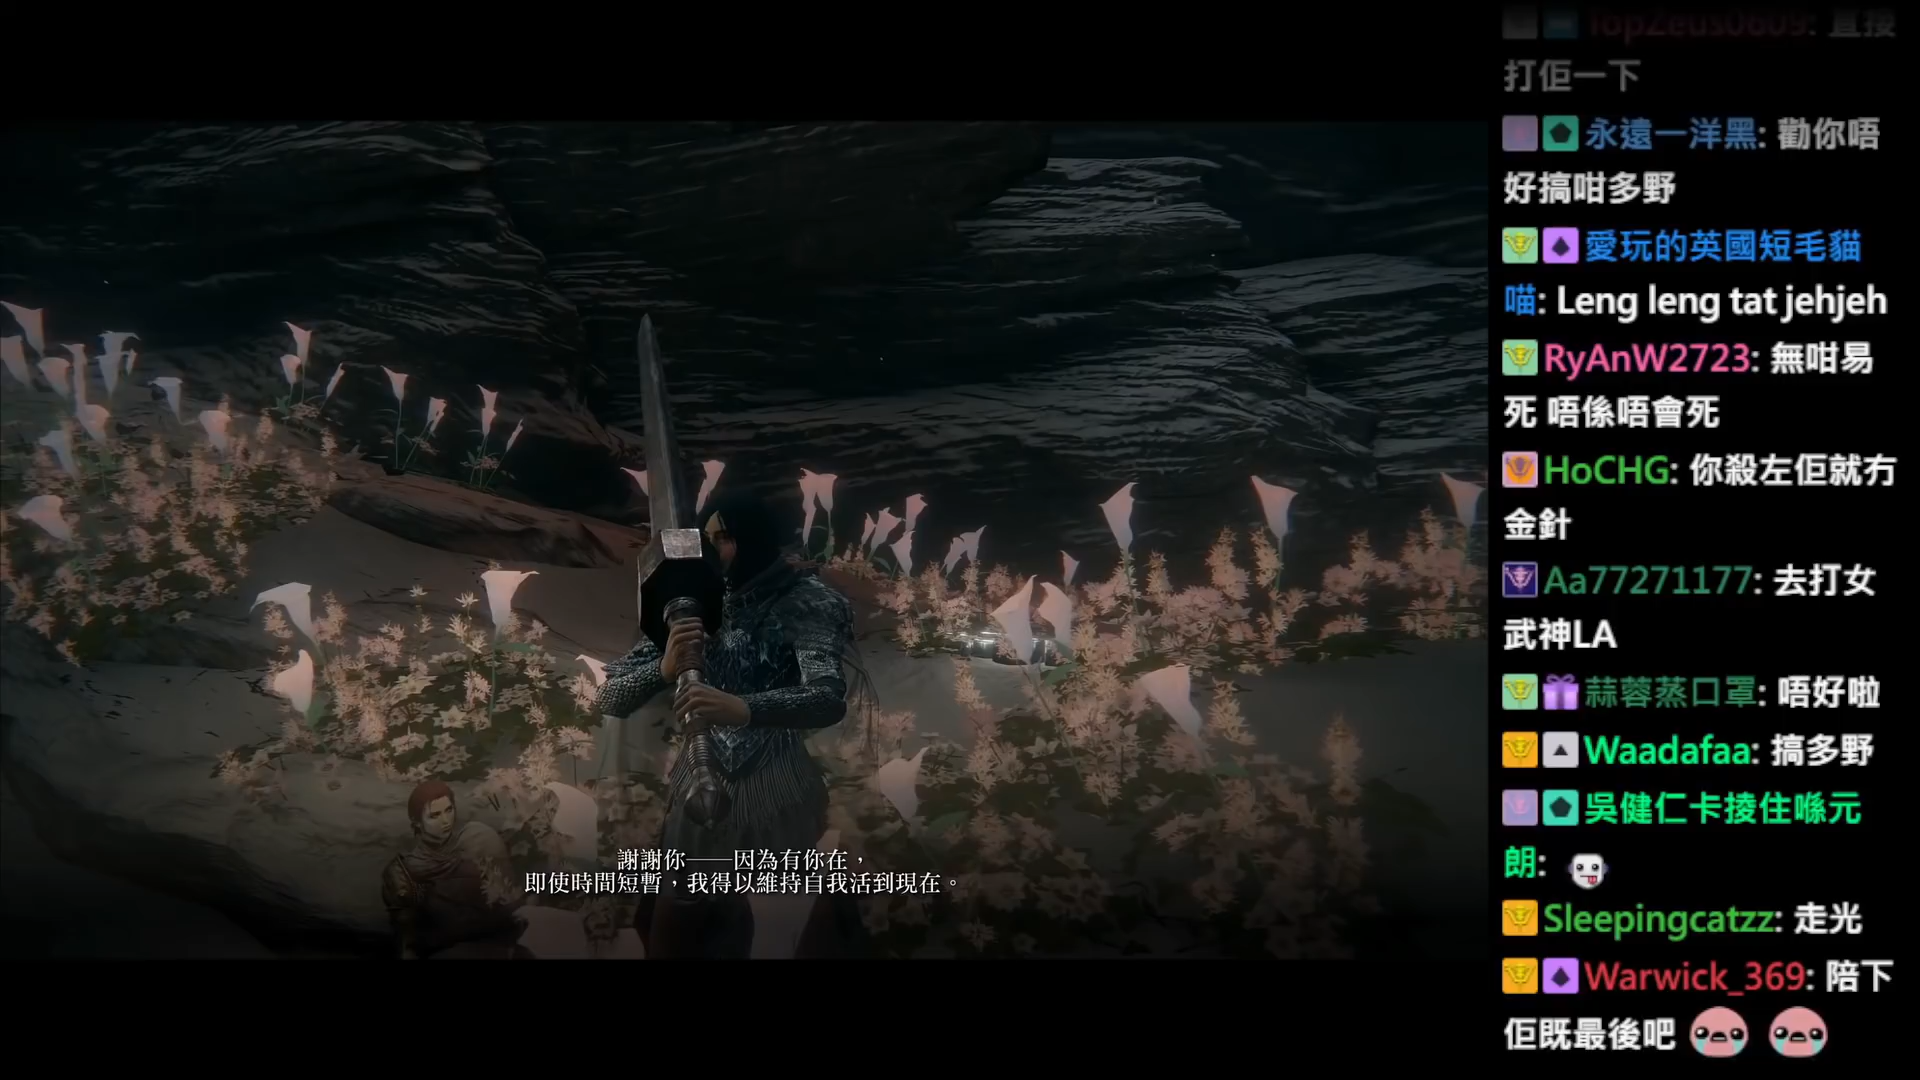 謝謝你──因為有你在，
即使時間短暫，我得以維持自我活到現在。
TopZeus0609: 直接
打佢一下
永遠一洋黑: 勸你唔
好搞咁多野
愛玩的英國短毛貓
喵: Leng leng tat jehjeh
RyAnW2723: 無咁易
死 唔係唔會死
HoCHG: 你殺左佢就冇
金針
Aa77271177: 去打女
武神LA
蒜蓉蒸口罩: 唔好啦
Waadafaa: 搞多野
吳健仁卡㨆住喺元
朗:
Sleepingcatzz: 走光
Warwick_369: 陪下
佢既最後吧